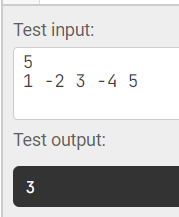 Test input:
5
1 -2 3 -4 5
Test output:
3